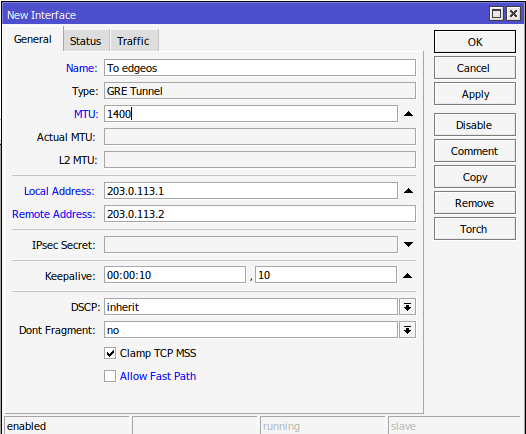 New Interface
General Status Traffic
Name: To edgeos
Type: GRE Tunnel
MTU: 1400
Actual MTU:
L2 MTU:
Local Address: 203.0.113.1
Remote Address: 203.0.113.2
IPsec Secret:
Keepalive: 00:00:10 , 10
DSCP: inherit
Dont Fragment: no
Clamp TCP MSS
Allow Fast Path
OK
Cancel
Apply
Disable
Comment
Copy
Remove
Torch
enabled running slave